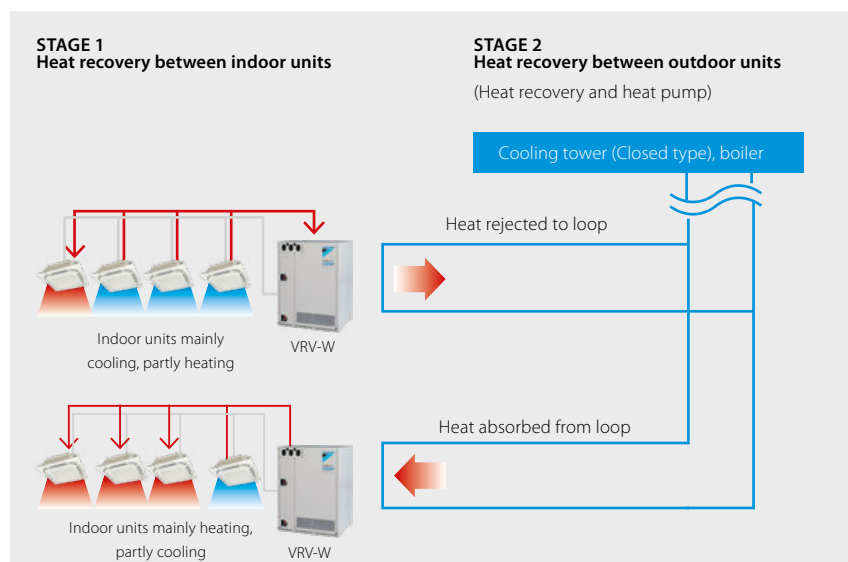 STAGE 1
Heat recovery between indoor units
STAGE 2
Heat recovery between outdoor units
(Heat recovery and heat pump)
Cooling tower (Closed type), boiler
Heat rejected to loop
Indoor units mainly
cooling, partly heating
VRV-W
Heat absorbed from loop
Indoor units mainly heating,
partly cooling
VRV-W